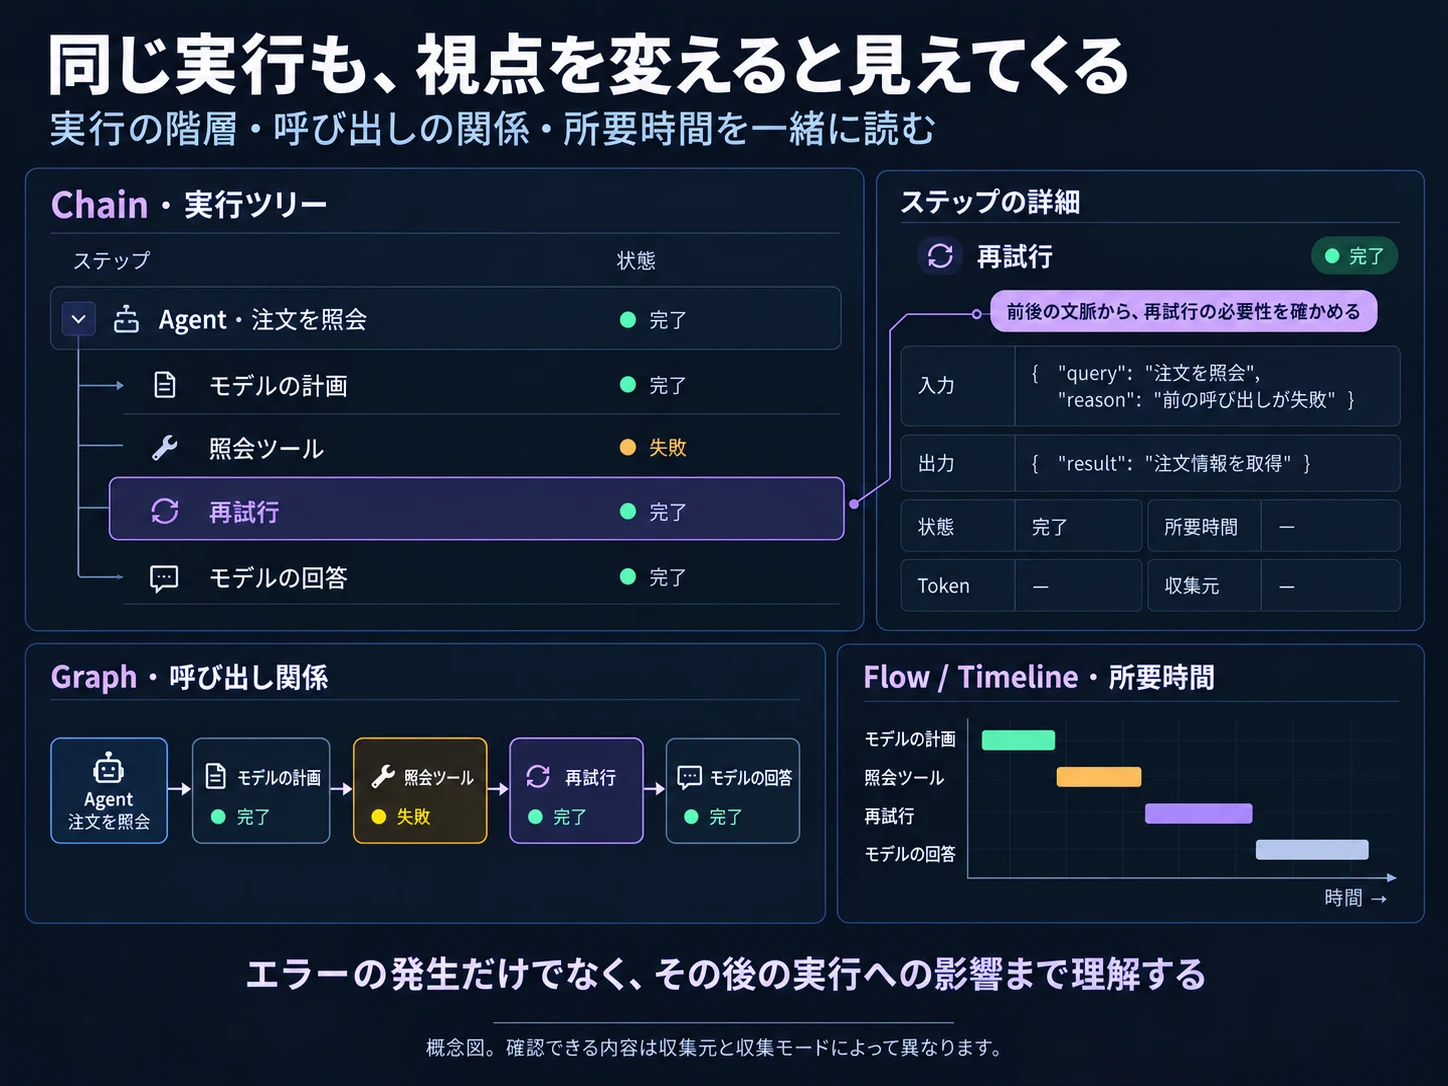 同じ実行も、視点を変えると見えてくる
実行の階層・呼び出しの関係・所要時間を一緒に読む
Chain・実行ツリー
ステップ 状態
Agent・注文を照会 完了
モデルの計画 完了
照会ツール 失敗
再試行 完了
モデルの回答 完了
ステップの詳細
再試行 完了
前後の文脈から、再試行の必要性を確かめる
入力 { "query": "注文を照会",
"reason": "前の呼び出しが失敗" }
出力 { "result": "注文情報を取得" }
状態 完了 所要時間 —
Token — 収集元 —
Graph・呼び出し関係
Agent
注文を照会
モデルの計画
完了
照会ツール
失敗
再試行
完了
モデルの回答
完了
Flow / Timeline・所要時間
モデルの計画
照会ツール
再試行
モデルの回答
時間 →
エラーの発生だけでなく、その後の実行への影響まで理解する
概念図。確認できる内容は収集元と収集モードによって異なります。